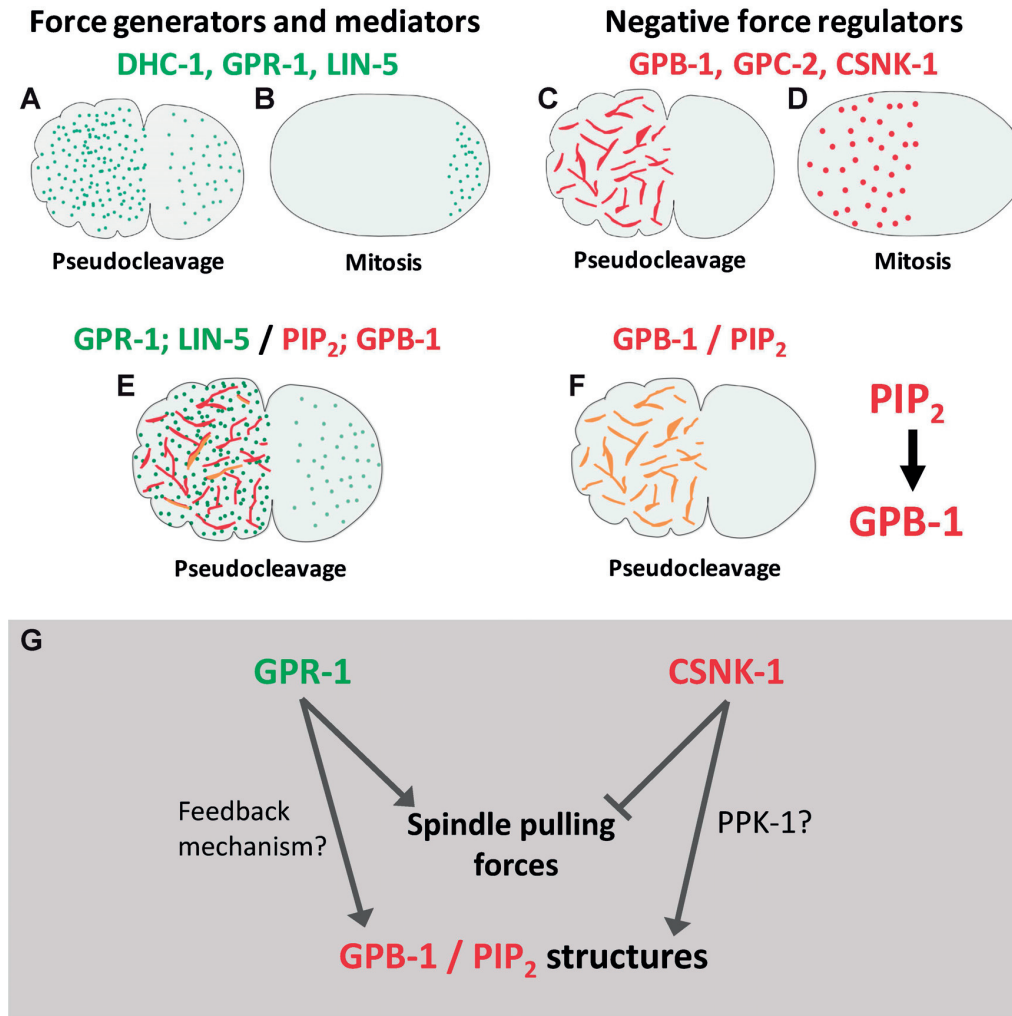 Force generators and mediators
DHC-1, GPR-1, LIN-5
Negative force regulators
GPB-1, GPC-2, CSNK-1
A
B
C
D
Pseudocleavage
Mitosis
Pseudocleavage
Mitosis
GPR-1; LIN-5 / PIP₂; GPB-1
GPB-1 / PIP₂
E
F
PIP₂
GPB-1
Pseudocleavage
Pseudocleavage
G
GPR-1
CSNK-1
Feedback
mechanism?
Spindle pulling
forces
PPK-1?
GPB-1 / PIP₂ structures